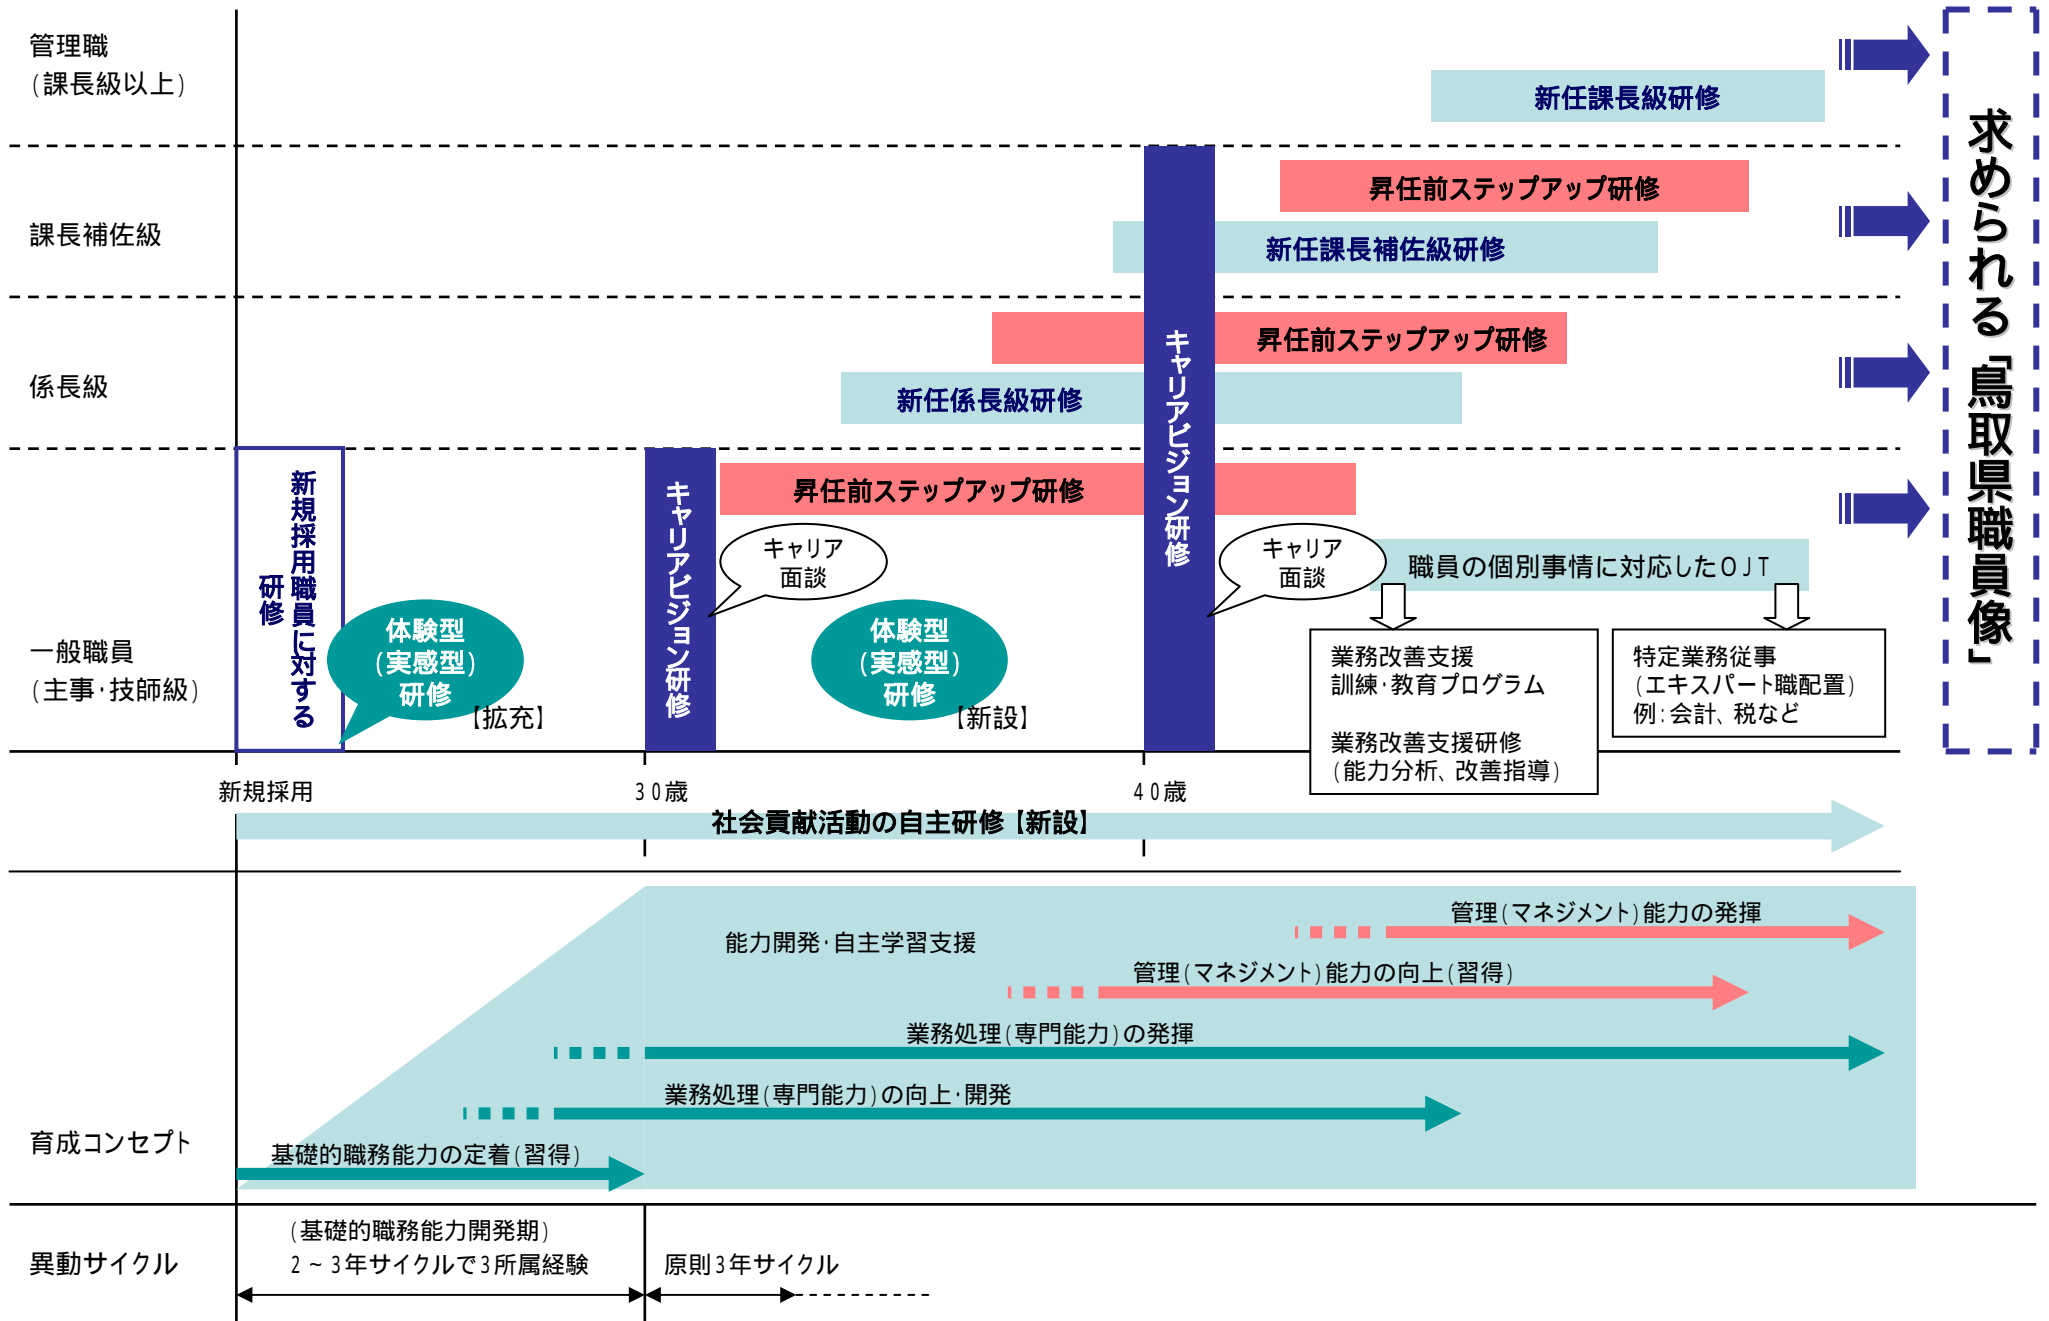 管理職
(課長級以上)
新任課長級研修
課長補佐級
昇任前ステップアップ研修
新任課長補佐級研修
係長級
昇任前ステップアップ研修
新任係長級研修
一般職員
(主事・技師級)
新規採用職員に対する
研修
体験型
(実感型)
研修
【拡充】
キャリアビジョン研修
昇任前ステップアップ研修
キャリア
面談
体験型
(実感型)
研修
【新設】
キャリアビジョン研修
キャリア
面談
職員の個別事情に対応したOJT
業務改善支援
訓練・教育プログラム
業務改善支援研修
(能力分析、改善指導)
特定業務従事
(エキスパート職配置)
例:会計、税など
求められる「鳥取県職員像」
新規採用
30歳
40歳
社会貢献活動の自主研修【新設】
育成コンセプト
能力開発・自主学習支援
管理(マネジメント)能力の発揮
管理(マネジメント)能力の向上(習得)
業務処理(専門能力)の発揮
業務処理(専門能力)の向上・開発
基礎的職務能力の定着(習得)
異動サイクル
(基礎的職務能力開発期)
2~3年サイクルで3所属経験
原則3年サイクル